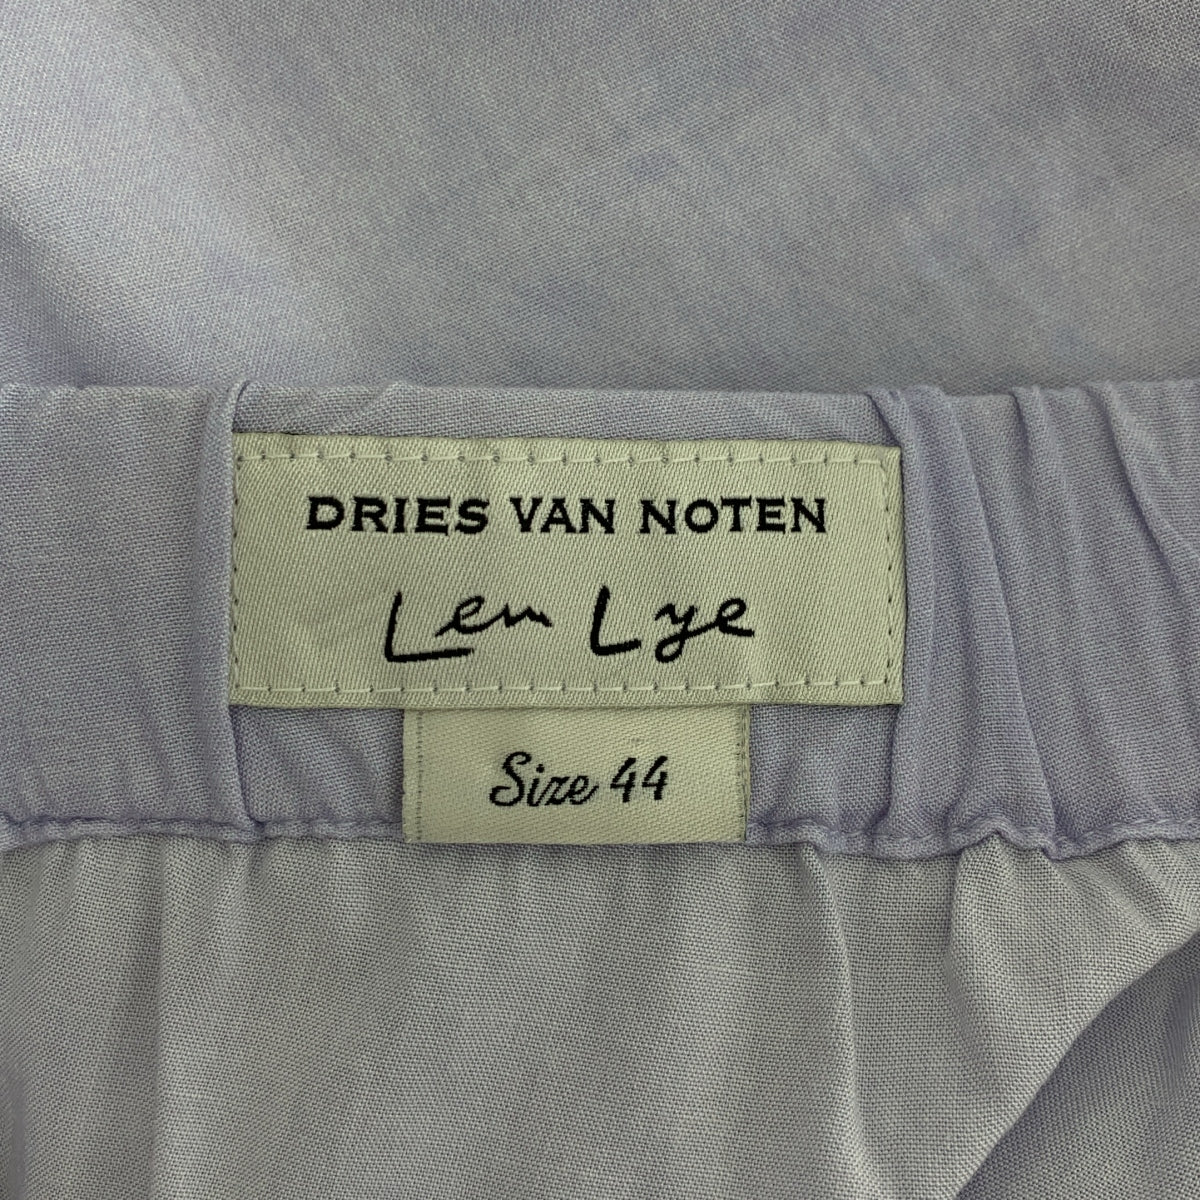 DRIES VAN NOTEN
Len Lye
Size 44